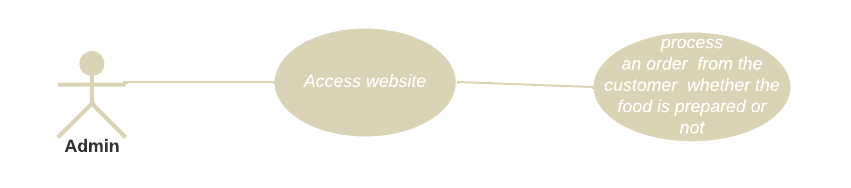 Admin
Access website
process
an order  from the
customer  whether the
food is prepared or
not